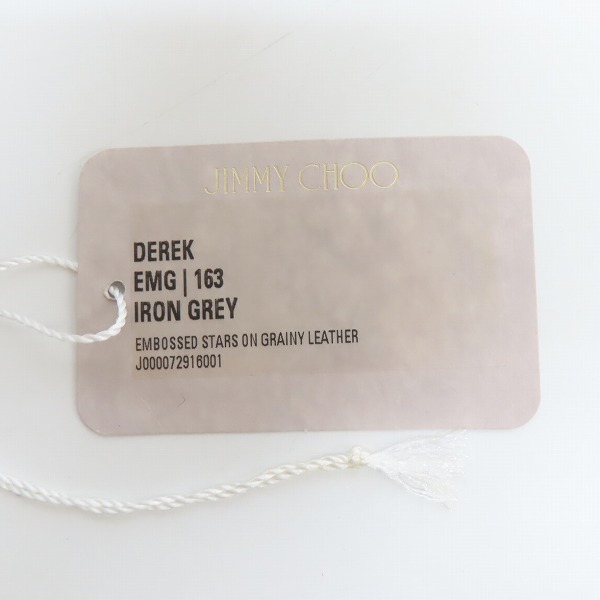 JIMMY CHOO
DEREK
EMG | 163
IRON GREY
EMBOSSED STARS ON GRAINY LEATHER
J000072916001